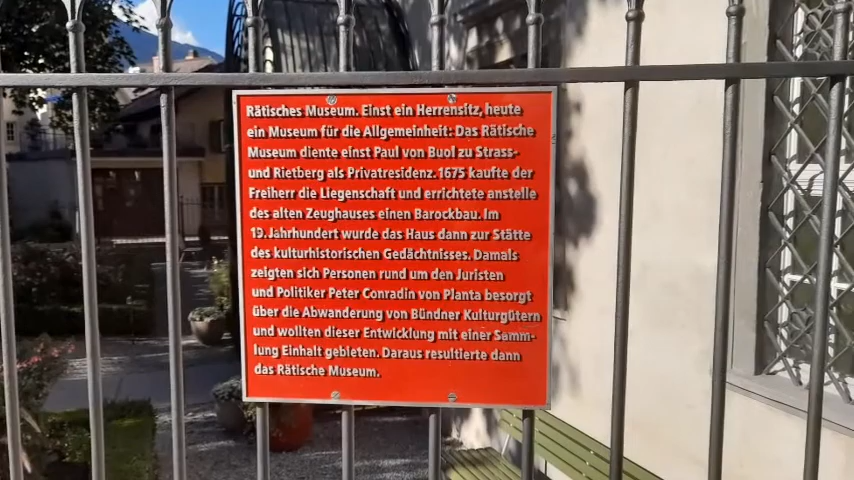 Rätisches Museum. Einst ein Herrensitz, heute
ein Museum für die Allgemeinheit: Das Rätische
Museum diente einst Paul von Buol zu Strass-
und Rietberg als Privatresidenz. 1675 kaufte der
Freiherr die Liegenschaft und errichtete anstelle
des alten Zeughauses einen Barockbau. Im
19. Jahrhundert wurde das Haus dann zur Stätte
des kulturhistorischen Gedächtnisses. Damals
zeigten sich Personen rund um den Juristen
und Politiker Peter Conradin von Planta besorgt
über die Abwanderung der Bündner Kulturgüter
und wollten dieser Entwicklung mit einer Samm-
lung Einhalt gebieten. Daraus resultierte dann
das Rätische Museum.